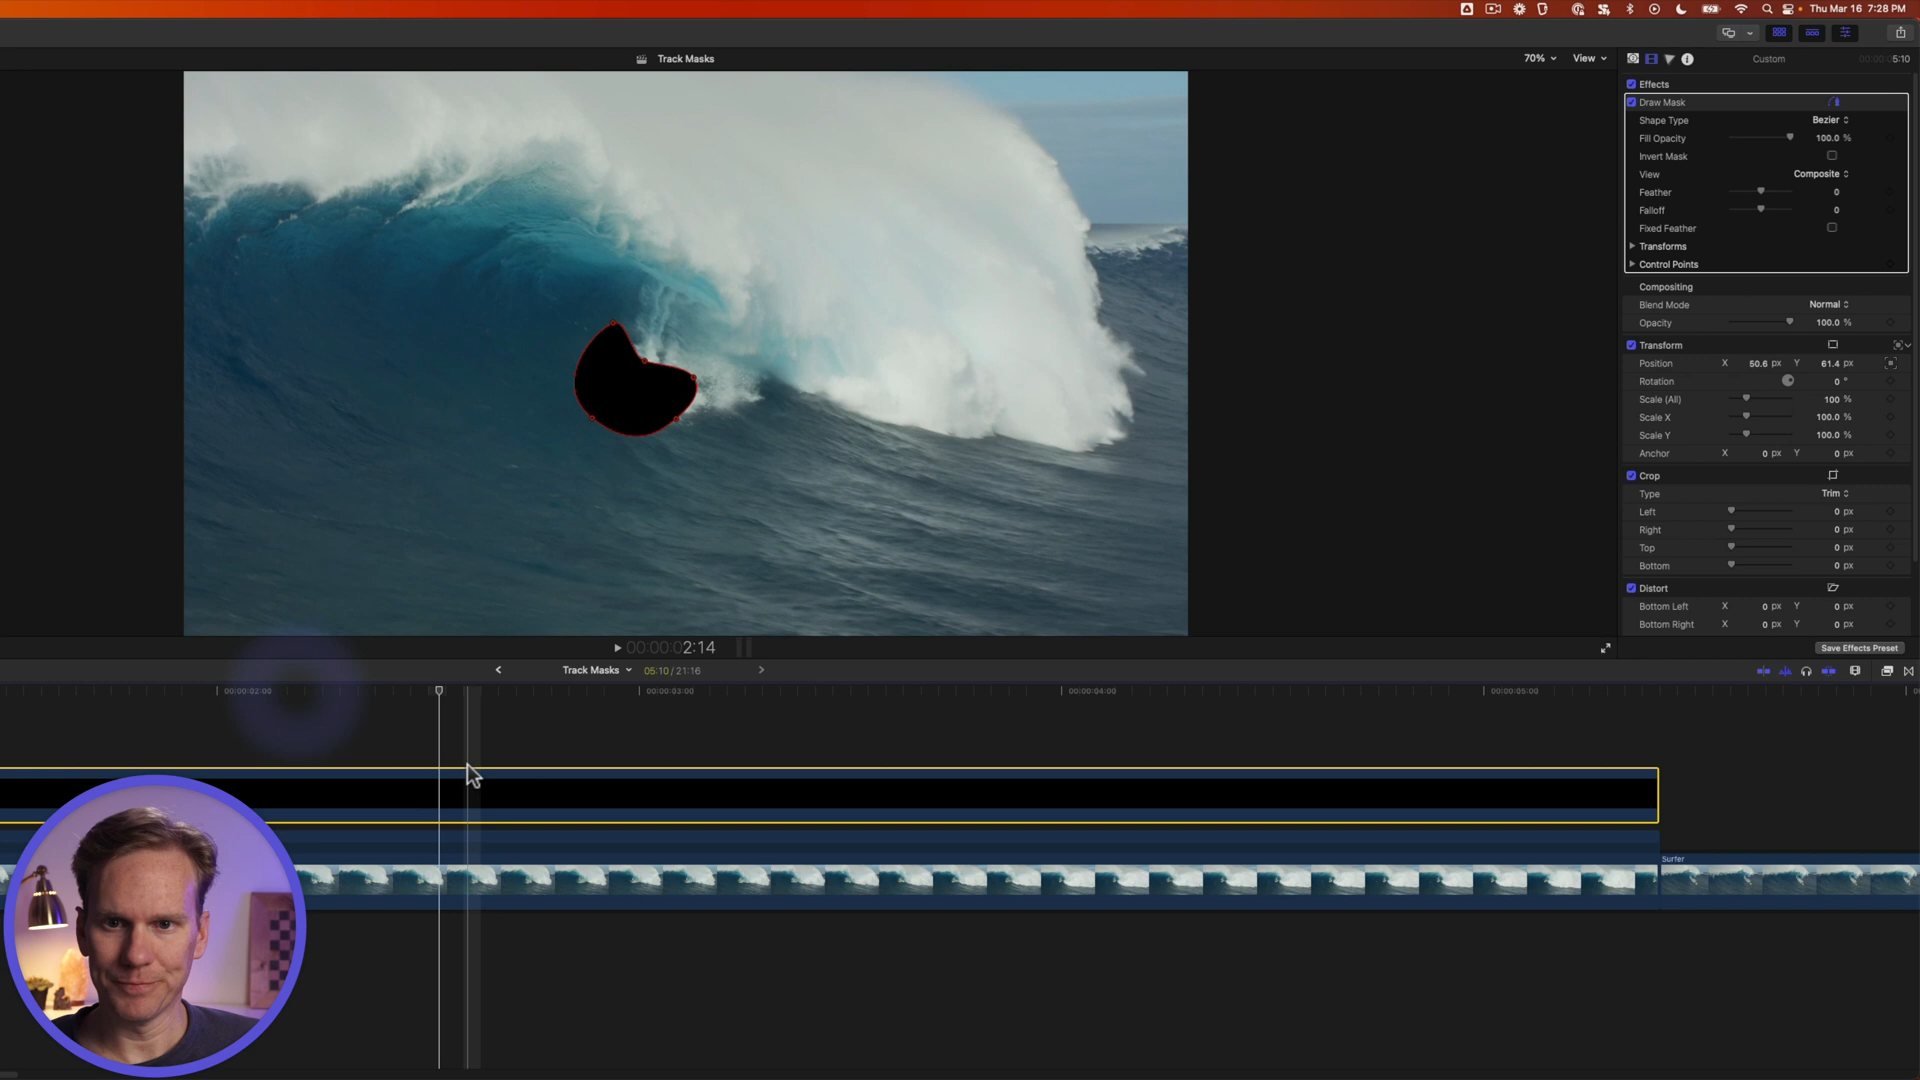 Thu Mar 16 7:28 PM
Track Masks
70%
View
Custom
5:10
Effects
Draw Mask
Shape Type
Bezier
Fill Opacity
100.0 %
Invert Mask
View
Composite
Feather
0
Falloff
0
Fixed Feather
Transforms
Control Points
Compositing
Blend Mode
Normal
Opacity
100.0 %
Transform
Position
X 50.6 px Y 61.4 px
Rotation
0 °
Scale (All)
100 %
Scale X
100.0 %
Scale Y
100.0 %
Anchor
X 0 px Y 0 px
Crop
Type
Trim
Left
0 px
Right
0 px
Top
0 px
Bottom
0 px
Distort
Bottom Left
X 0 px Y 0 px
Bottom Right
X 0 px Y 0 px
00:00:02:14
Save Effects Preset
Track Masks
05:10 / 21:16
00:00:02:00
00:00:03:00
00:00:04:00
00:00:05:00
Surfer